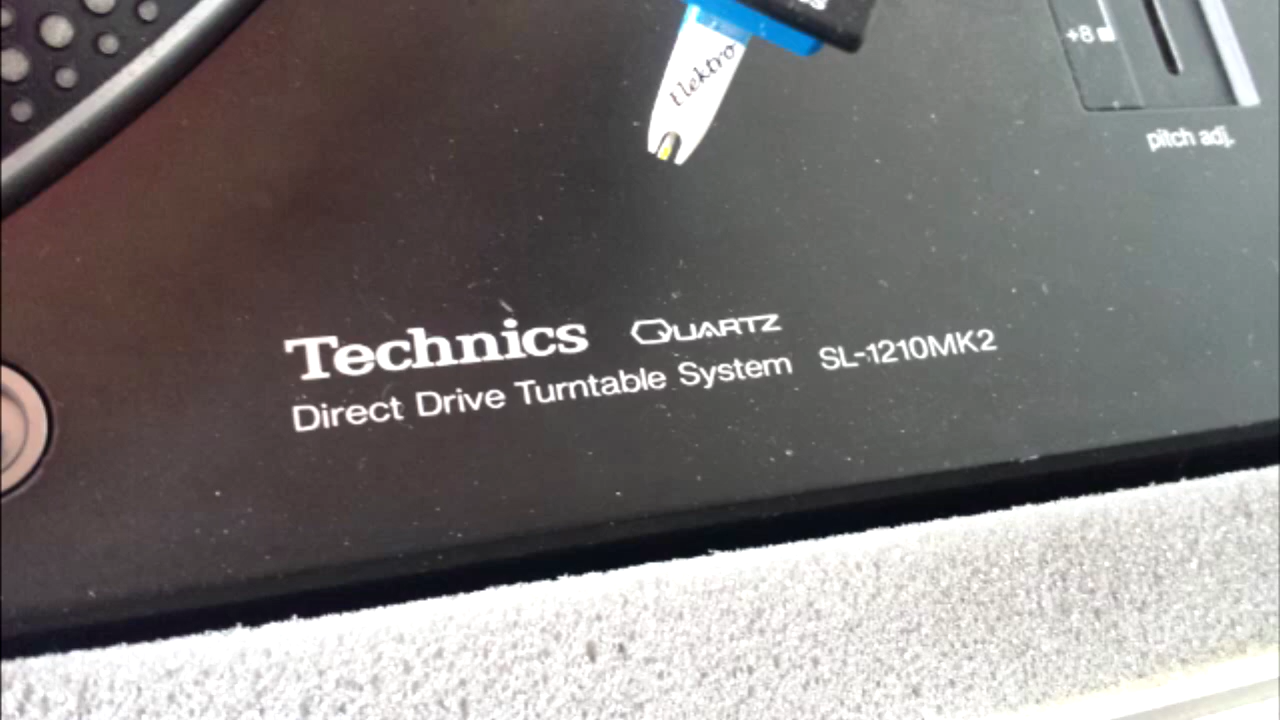 Elektro
+8
pitch adj.
Technics QUARTZ
Direct Drive Turntable System SL-1210MK2